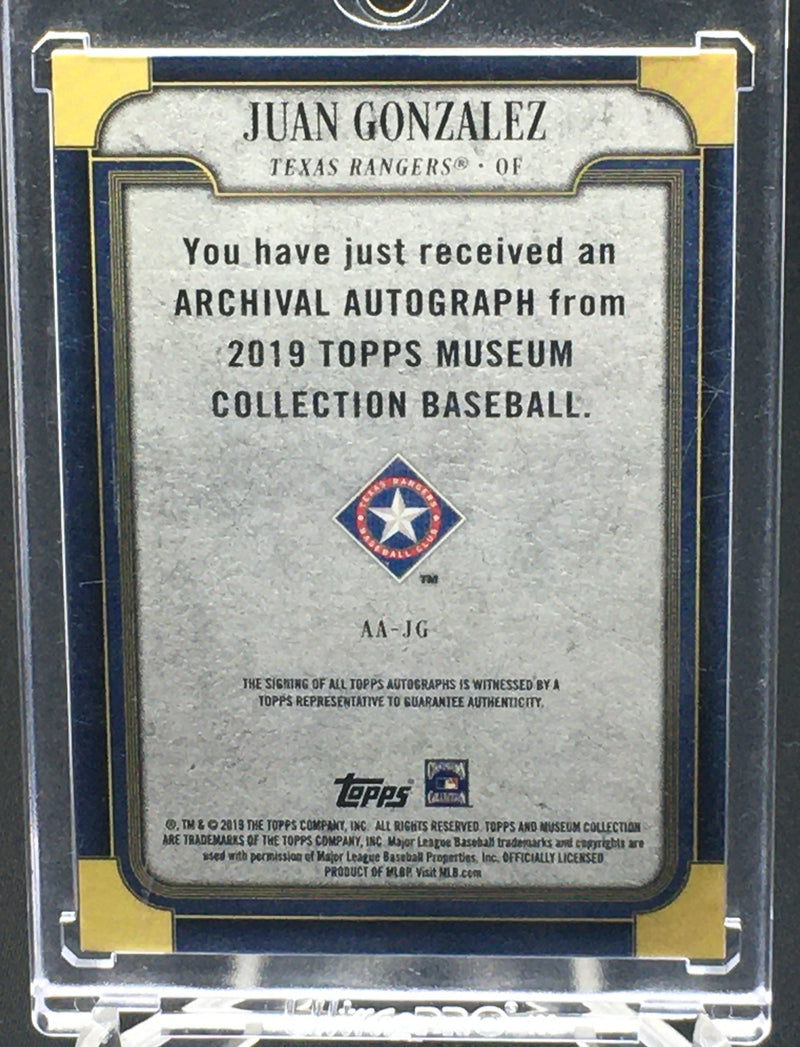 JUAN GONZALEZ
TEXAS RANGERS® · OF
You have just received an
ARCHIVAL AUTOGRAPH from
2019 TOPPS MUSEUM
COLLECTION BASEBALL.
TEXAS RANGERS
BASEBALL CLUB
TM
AA-JG
THE SIGNING OF ALL TOPPS AUTOGRAPHS IS WITNESSED BY A
TOPPS REPRESENTATIVE TO GUARANTEE AUTHENTICITY.
Topps®
®, TM & © 2019 THE TOPPS COMPANY, INC. ALL RIGHTS RESERVED. TOPPS AND MUSEUM COLLECTION
ARE TRADEMARKS OF THE TOPPS COMPANY, INC. Major League Baseball trademarks and copyrights are
used with permission of Major League Baseball Properties, Inc. OFFICIALLY LICENSED
PRODUCT OF MLBP. Visit MLB.com
Ultra PRO